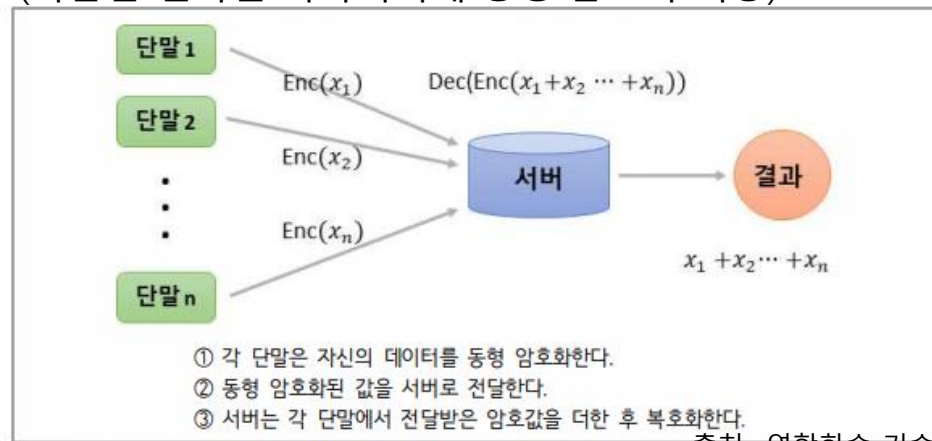 단말 1
Enc(x₁)
Dec(Enc(x₁+x₂ ⋯ +xₙ))
단말 2
Enc(x₂)
서버
결과
Enc(xₙ)
x₁ +x₂⋯ +xₙ
단말 n
① 각 단말은 자신의 데이터를 동형 암호화한다.
② 동형 암호화된 값을 서버로 전달한다.
③ 서버는 각 단말에서 전달받은 암호값을 더한 후 복호화한다.